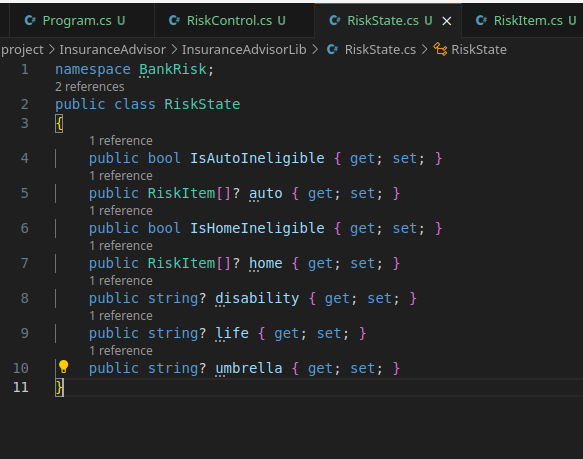 Program.cs U RiskControl.cs U RiskState.cs U RiskItem.cs U
project > InsuranceAdvisor > InsuranceAdvisorLib > RiskState.cs > RiskState
1 namespace BankRisk;
2 references
2 public class RiskState
3 {
1 reference
4 public bool IsAutoIneligible { get; set; }
1 reference
5 public RiskItem[]? auto { get; set; }
1 reference
6 public bool IsHomeIneligible { get; set; }
1 reference
7 public RiskItem[]? home { get; set; }
1 reference
8 public string? disability { get; set; }
1 reference
9 public string? life { get; set; }
1 reference
10 public string? umbrella { get; set; }
11 }